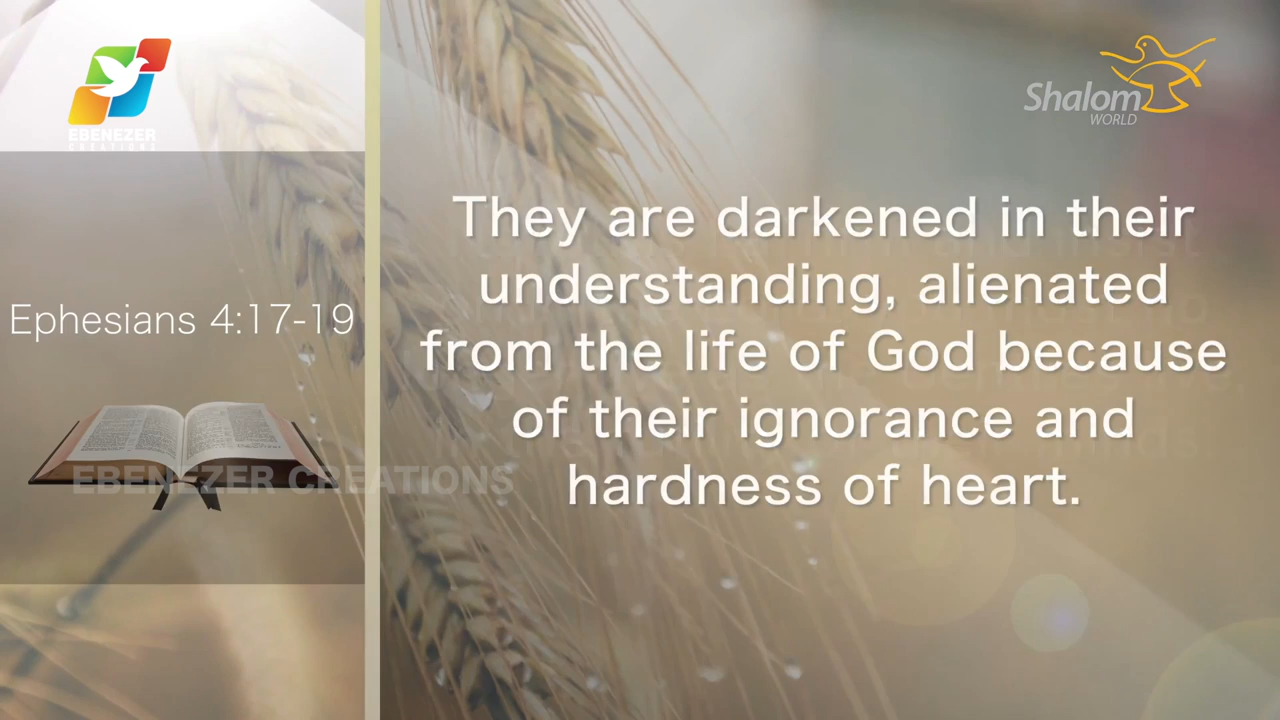 EBENEZER
CREATIONS
Shalom
WORLD
Ephesians 4:17-19
They are darkened in their
understanding, alienated
from the life of God because
of their ignorance and
hardness of heart.
EBENEZER CREATIONS